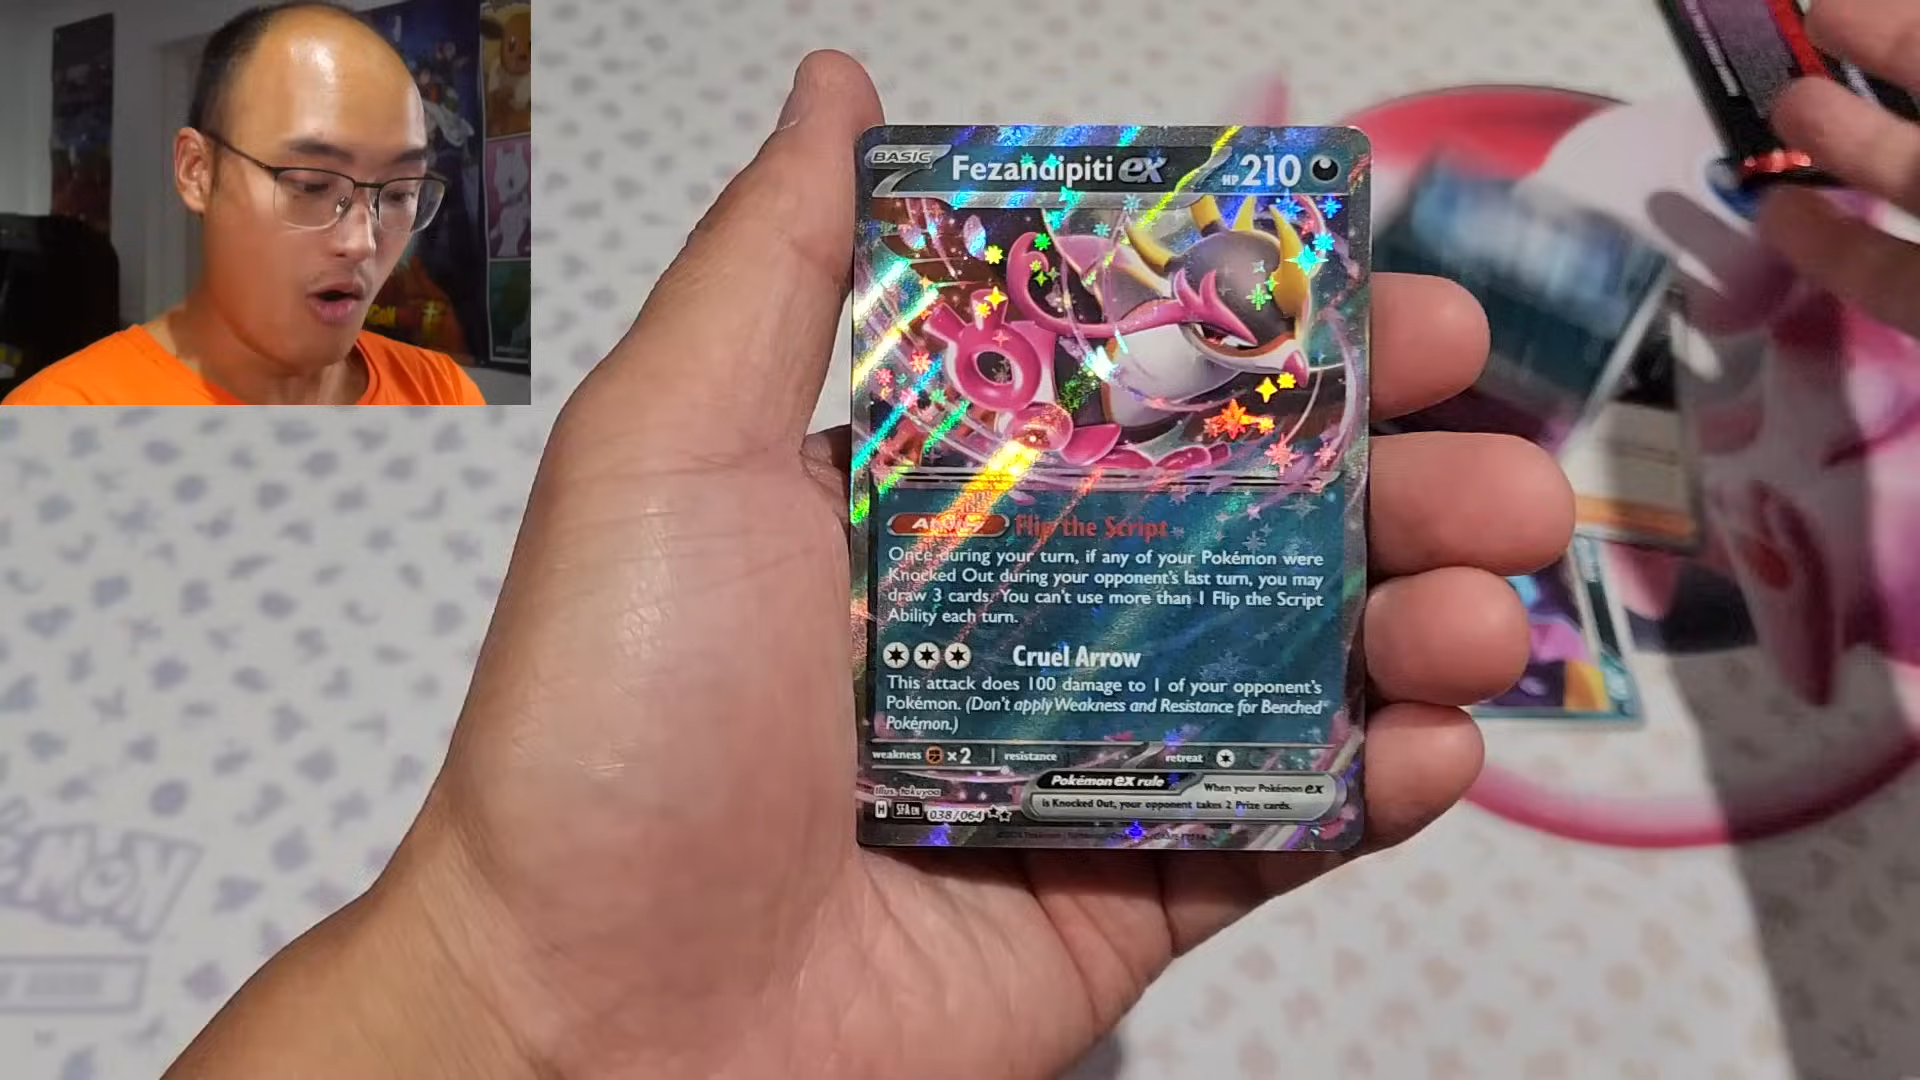 BASIC
Fezandipiti ex HP 210
Ability Flip the Script
Once during your turn, if any of your Pokémon were
Knocked Out during your opponent's last turn, you may
draw 3 cards. You can't use more than 1 Flip the Script
Ability each turn.
Cruel Arrow
This attack does 100 damage to 1 of your opponent's
Pokémon. (Don't apply Weakness and Resistance for Benched
Pokémon.)
weakness ×2 resistance retreat
Pokémon ex rule When your Pokémon ex
is Knocked Out, your opponent takes 2 Prize cards.
Illus. takuyoa
H SFA EN 038/064